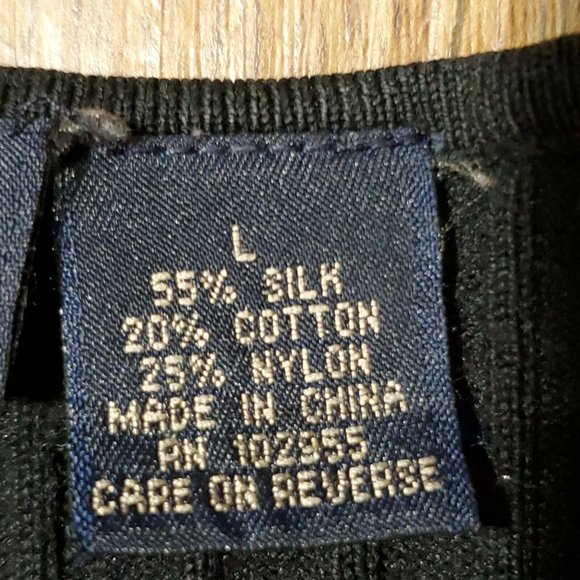 L
55% SILK
20% COTTON
25% NYLON
MADE IN CHINA
RN 102955
CARE ON REVERSE